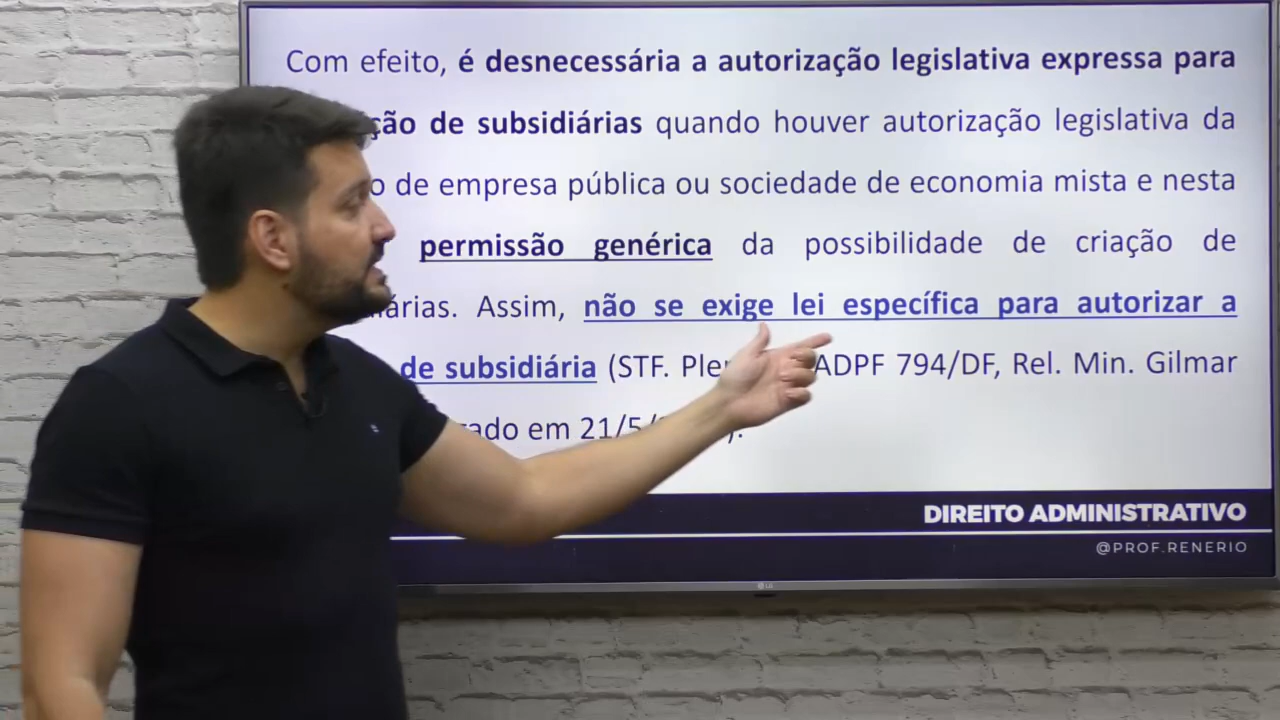 Com efeito, é desnecessária a autorização legislativa expressa para
ção de subsidiárias quando houver autorização legislativa da
o de empresa pública ou sociedade de economia mista e nesta
permissão genérica da possibilidade de criação de
árias. Assim, não se exige lei específica para autorizar a
de subsidiária (STF. Ple ADPF 794/DF, Rel. Min. Gilmar
ado em 21/5/ ).
DIREITO ADMINISTRATIVO
@PROF.RENERIO
LG